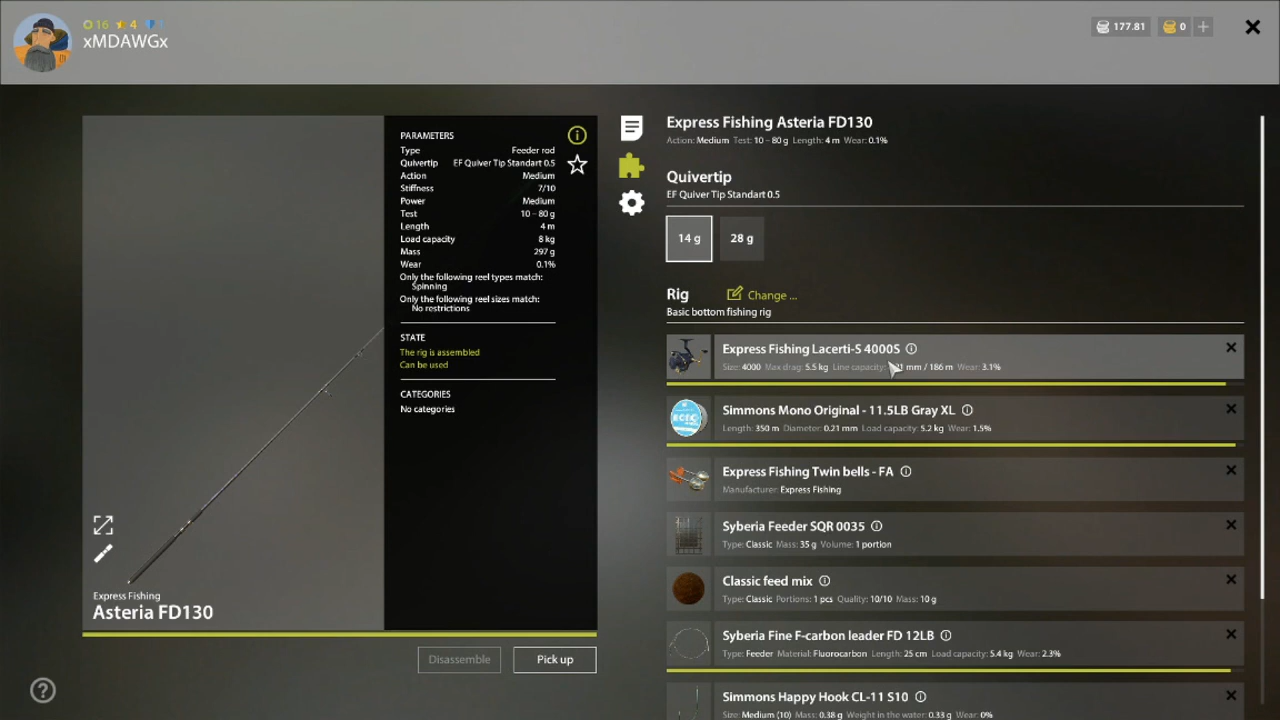 16 4 1
xMDAWGx
177.81 0 +
PARAMETERS
Type Feeder rod
Quivertip EF Quiver Tip Standart 0.5
Action Medium
Stiffness 7/10
Power Medium
Test 10 – 80 g
Length 4 m
Load capacity 8 kg
Mass 297 g
Wear 0.1%
Only the following reel types match:
Spinning
Only the following reel sizes match:
No restrictions
STATE
The rig is assembled
Can be used
CATEGORIES
No categories
Express Fishing
Asteria FD130
Disassemble Pick up
?
Express Fishing Asteria FD130
Action: Medium Test: 10 – 80 g Length: 4 m Wear: 0.1%
Quivertip
EF Quiver Tip Standart 0.5
14 g 28 g
Rig Change ...
Basic bottom fishing rig
Express Fishing Lacerti-S 4000S
Size: 4000 Max drag: 5.5 kg Line capacity: mm / 186 m Wear: 3.1%
Simmons Mono Original - 11.5LB Gray XL
Length: 350 m Diameter: 0.21 mm Load capacity: 5.2 kg Wear: 1.5%
Express Fishing Twin bells - FA
Manufacturer: Express Fishing
Syberia Feeder SQR 0035
Type: Classic Mass: 35 g Volume: 1 portion
Classic feed mix
Type: Classic Portions: 1 pcs Quality: 10/10 Mass: 10 g
Syberia Fine F-carbon leader FD 12LB
Type: Feeder Material: Fluorocarbon Length: 25 cm Load capacity: 5.4 kg Wear: 2.3%
Simmons Happy Hook CL-11 S10
Size: Medium (10) Mass: 0.38 g Weight in the water: 0.33 g Wear: 0%